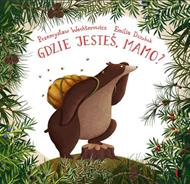 Przemysław Wechterowicz Emilia Dziubak
GDZIE JESTEŚ, MAMO?